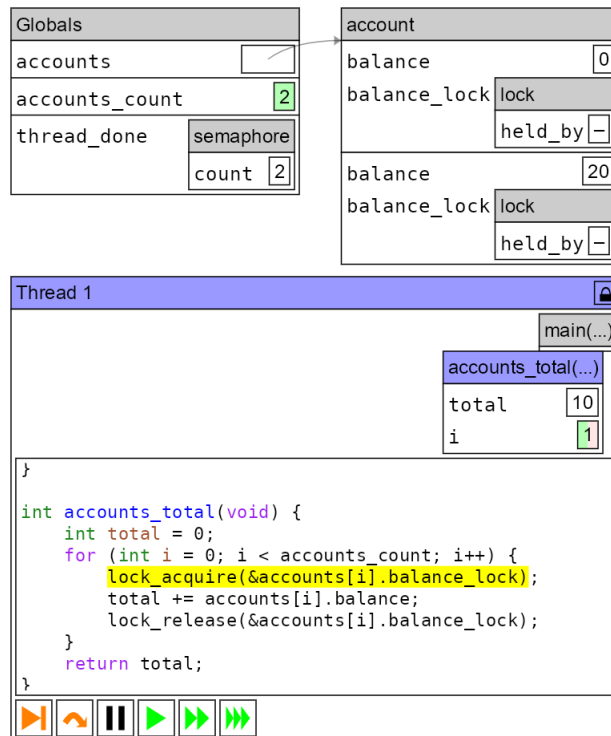 Globals
accounts
accounts_count 2
thread_done semaphore
count 2
account
balance 0
balance_lock lock
held_by –
balance 20
balance_lock lock
held_by –
Thread 1
main(...)
accounts_total(...)
total 10
i 1
}
int accounts_total(void) {
int total = 0;
for (int i = 0; i < accounts_count; i++) {
lock_acquire(&accounts[i].balance_lock);
total += accounts[i].balance;
lock_release(&accounts[i].balance_lock);
}
return total;
}